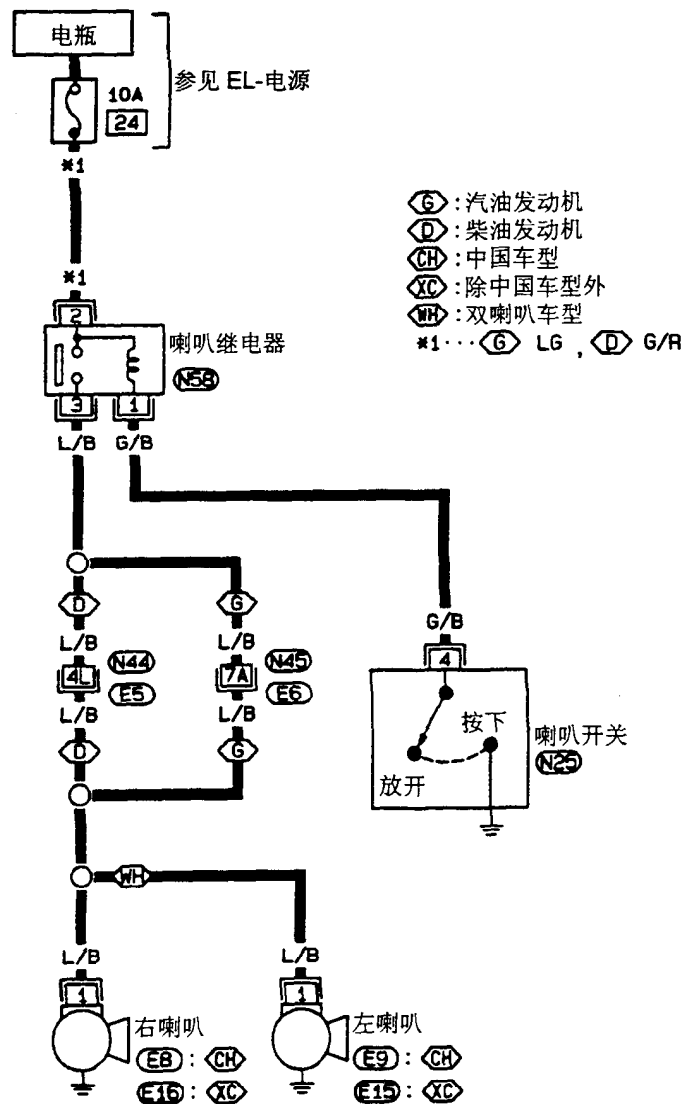 电瓶
参见 EL-电源
10A
24
*1
*1
G : 汽油发动机
D : 柴油发动机
CH : 中国车型
XC : 除中国车型外
WH : 双喇叭车型
*1 ··· G LG , D G/R
2
喇叭继电器
N58
3 1
L/B G/B
D G
G/B
L/B L/B
4
4L N44 7A N45
E5 E6
L/B L/B
按下 喇叭开关
D G
放开 N25
WH
L/B L/B
1 1
右喇叭 左喇叭
E8 : CH E9 : CH
E16 : XC E15 : XC